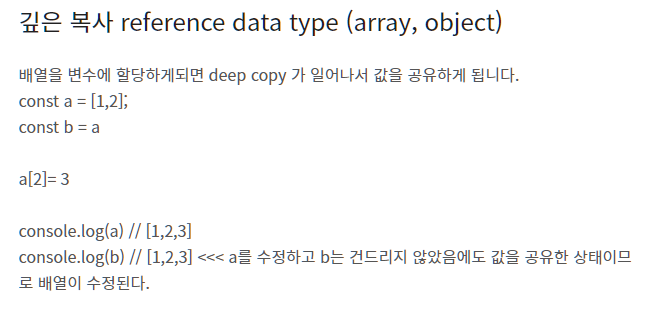 깊은 복사 reference data type (array, object)
배열을 변수에 할당하게되면 deep copy 가 일어나서 값을 공유하게 됩니다.
const a = [1,2];
const b = a
a[2]= 3
console.log(a) // [1,2,3]
console.log(b) // [1,2,3] <<< a를 수정하고 b는 건드리지 않았음에도 값을 공유한 상태이므
로 배열이 수정된다.